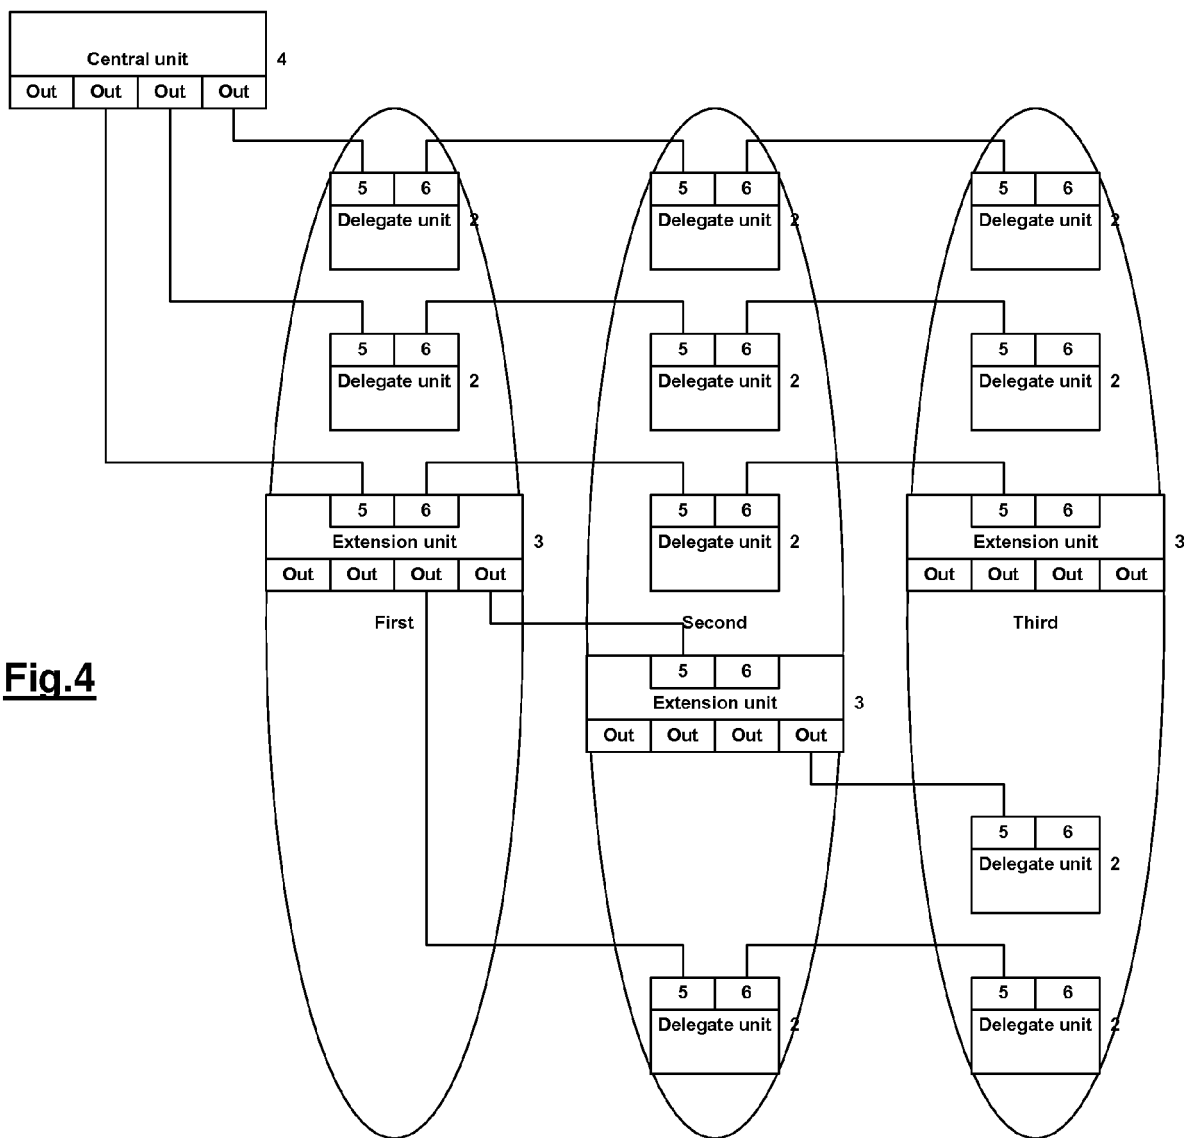 Central unit 4
Out Out Out Out
5 6 5 6 5 6
Delegate unit 2 Delegate unit 2 Delegate unit 2
5 6 5 6 5 6
Delegate unit 2 Delegate unit 2 Delegate unit 2
5 6 5 6 5 6
Extension unit 3 Delegate unit 2 Extension unit 3
Out Out Out Out Out Out Out Out
First Second Third
5 6
Fig.4
Extension unit 3
Out Out Out Out
5 6
Delegate unit 2
5 6 5 6
Delegate unit 2 Delegate unit 2